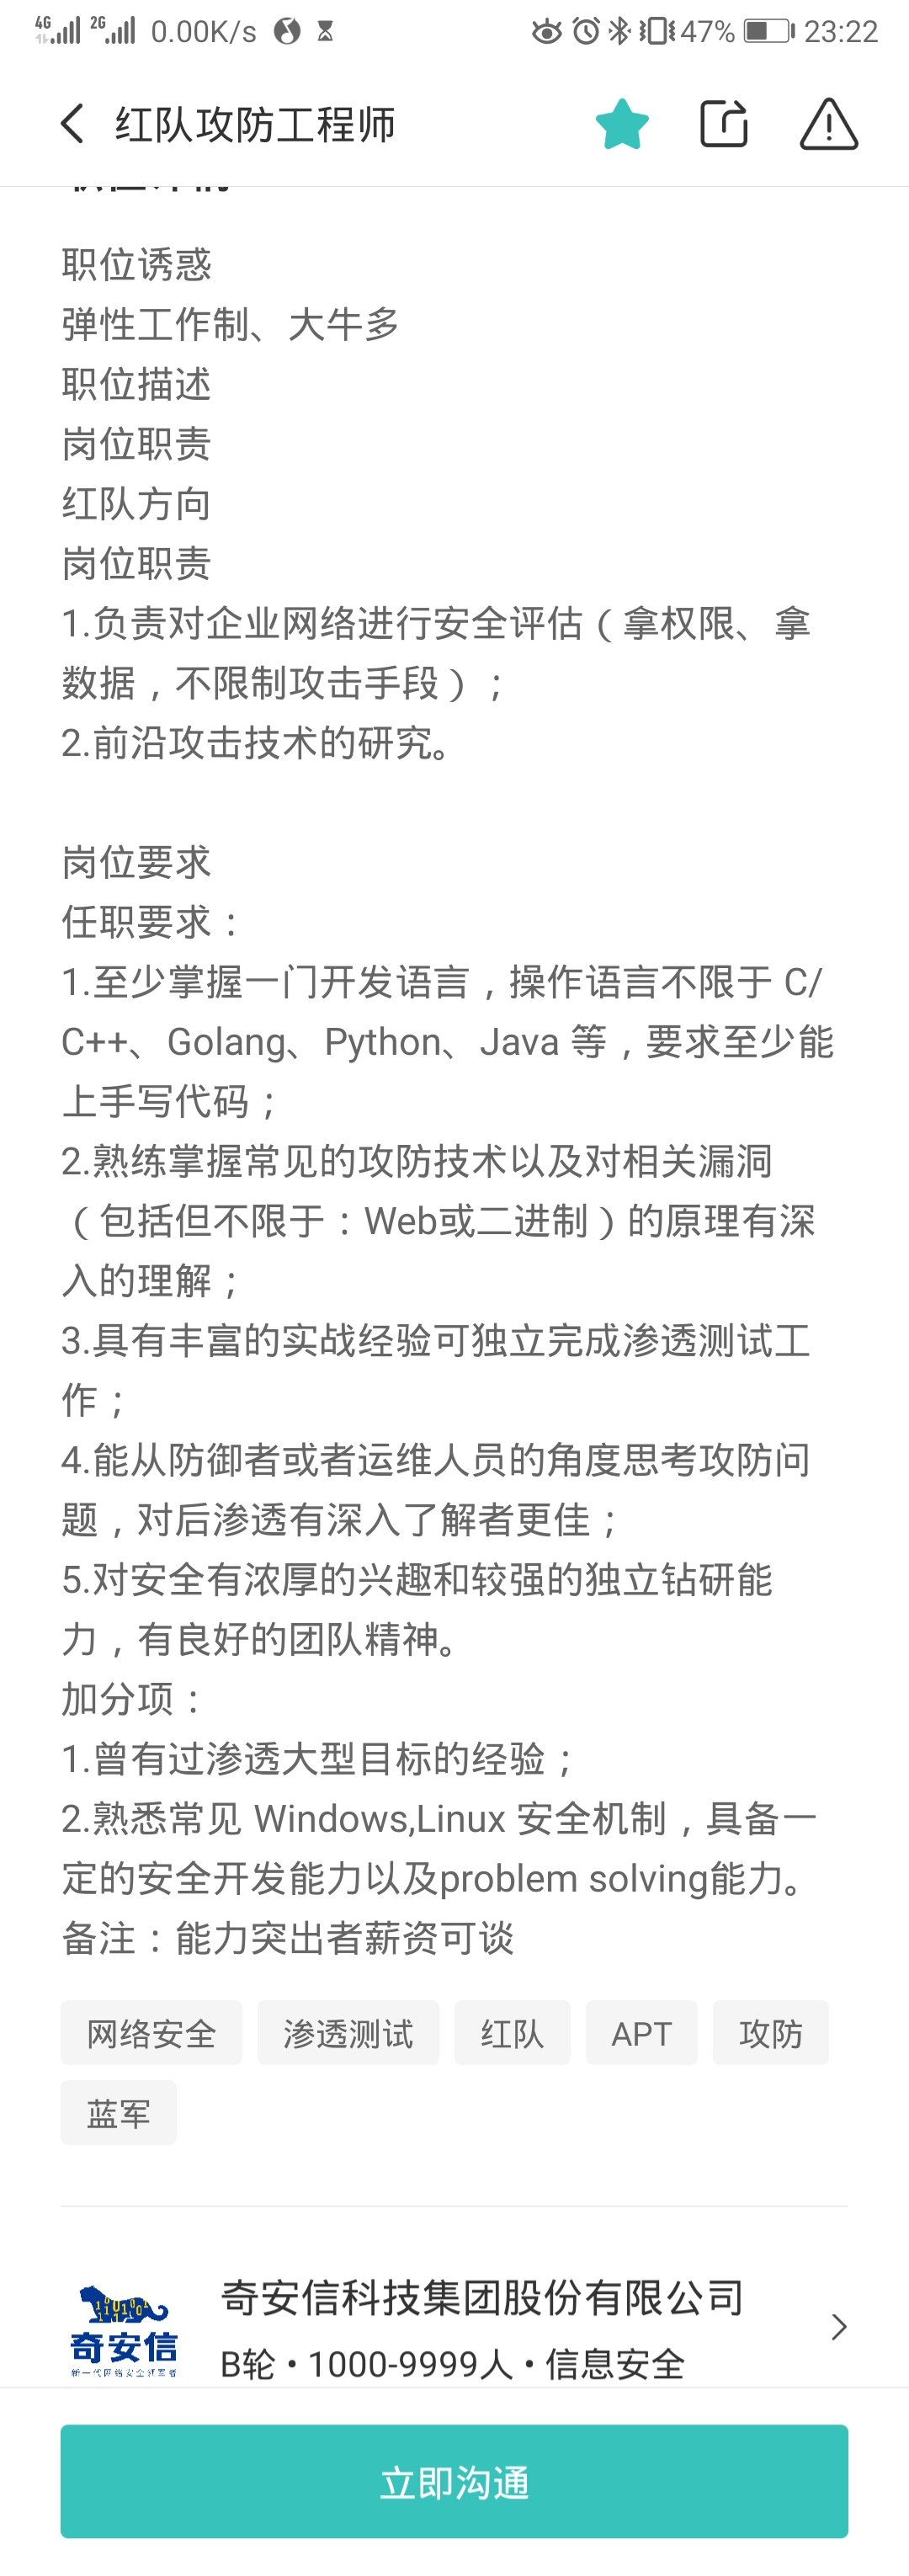 4G 2G 0.00K/s 47% 23:22
红队攻防工程师
职位诱惑
弹性工作制、大牛多
职位描述
岗位职责
红队方向
岗位职责
1.负责对企业网络进行安全评估（拿权限、拿
数据，不限制攻击手段）；
2.前沿攻击技术的研究。
岗位要求
任职要求：
1.至少掌握一门开发语言，操作语言不限于 C/
C++、Golang、Python、Java 等，要求至少能
上手写代码；
2.熟练掌握常见的攻防技术以及对相关漏洞
（包括但不限于：Web或二进制）的原理有深
入的理解；
3.具有丰富的实战经验可独立完成渗透测试工
作；
4.能从防御者或者运维人员的角度思考攻防问
题，对后渗透有深入了解者更佳；
5.对安全有浓厚的兴趣和较强的独立钻研能
力，有良好的团队精神。
加分项：
1.曾有过渗透大型目标的经验；
2.熟悉常见 Windows,Linux 安全机制，具备一
定的安全开发能力以及problem solving能力。
备注：能力突出者薪资可谈
网络安全 渗透测试 红队 APT 攻防
蓝军
奇安信科技集团股份有限公司
奇安信
新一代网络安全领军者
B轮•1000-9999人•信息安全
立即沟通